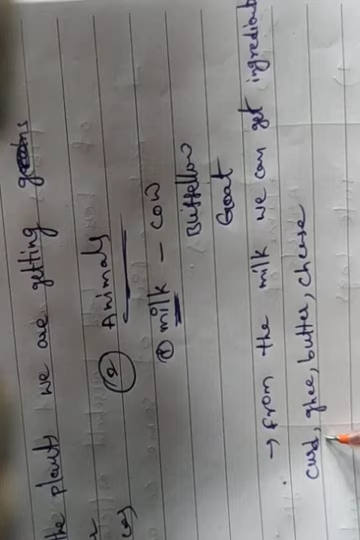 the plants we are getting
② Animals
① milk - cow
Buffellow
Goat
→ from the milk we can get ingredients
curd, ghee, butter, cheese